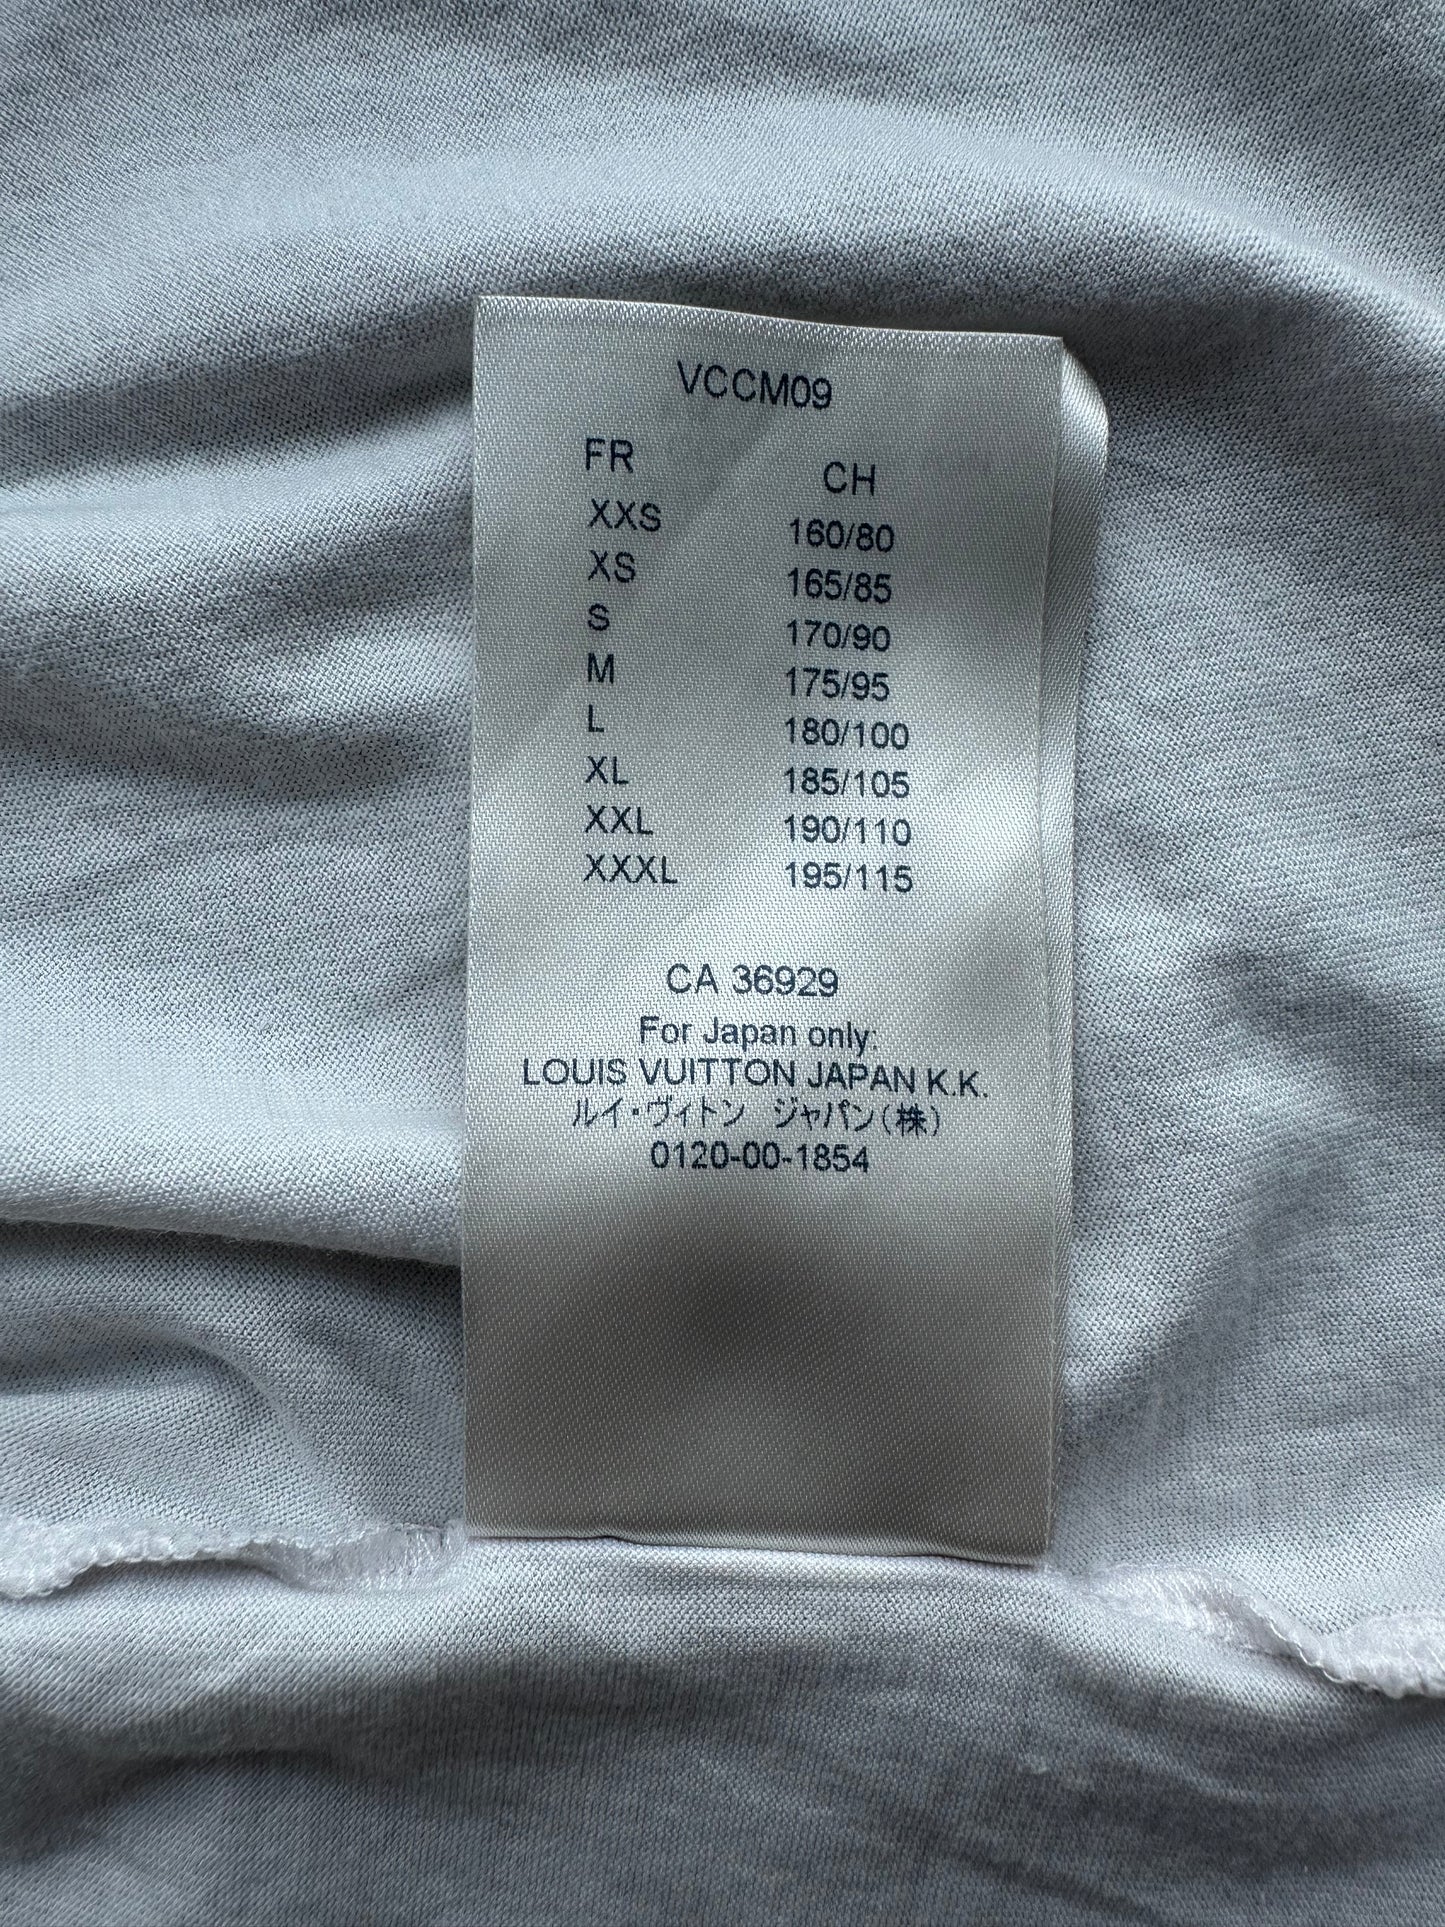 VCCM09
FR CH
XXS 160/80
XS 165/85
S 170/90
M 175/95
L 180/100
XL 185/105
XXL 190/110
XXXL 195/115
CA 36929
For Japan only:
LOUIS VUITTON JAPAN K.K.
ルイ・ヴィトン ジャパン(株)
0120-00-1854